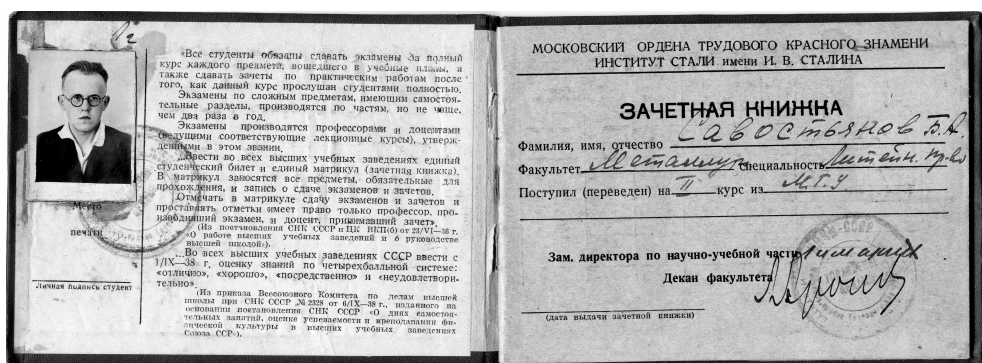 «Все студенты обязаны сдавать экзамены за полный
курс каждого предмета, вошедшего в учебные планы, а
также сдавать зачеты по практическим работам после
того, как данный курс прослушан студентами полностью.
Экзамены по сложным предметам, имеющим самостоя-
тельные разделы, производятся по частям, но не чаще,
чем два раза в год.
Экзамены производятся профессорами и доцентами
(ведущими соответствующие лекционные курсы), утверж-
денными в этом звании.
...Ввести во всех высших учебных заведениях единый
студенческий билет и единый матрикул (зачетная книжка).
В матрикул заносятся все предметы, обязательные для
прохождения, и запись о сдаче экзаменов и зачетов.
Отмечать в матрикуле сдачу экзаменов и зачетов и
проставлять отметки имеет право только профессор, про-
изводивший экзамен, и доцент, принимавший зачет».
(Из постановления СНК СССР и ЦК ВКП(б) от 23/VI—36 г.
«О работе высших учебных заведений и о руководстве
высшей школой»).
...Во всех высших учебных заведениях СССР ввести с
1/IX—38 г. оценку знаний по четырехбалльной системе:
«отлично», «хорошо», «посредственно» и «неудовлетвори-
тельно».
(Из приказа Всесоюзного Комитета по делам высшей
школы при СНК СССР № 2328 от 6/IX—38 г., изданного на
основании постановления СНК СССР «О днях самостоя-
тельных занятий, оценке успеваемости и преподавании фи-
зической культуры в высших учебных заведениях
Союза ССР»).
Место
печати
Личная подпись студент
МОСКОВСКИЙ ОРДЕНА ТРУДОВОГО КРАСНОГО ЗНАМЕНИ
ИНСТИТУТ СТАЛИ имени И. В. СТАЛИНА
ЗАЧЕТНАЯ КНИЖКА
Фамилия, имя, отчество Савостьянов Б. А.
Факультет Металлург специальность Литейн. пр-во
Поступил (переведен) на II курс из М.Г.У
Зам. директора по научно-учебной части
Декан факультета
(дата выдачи зачетной книжки)